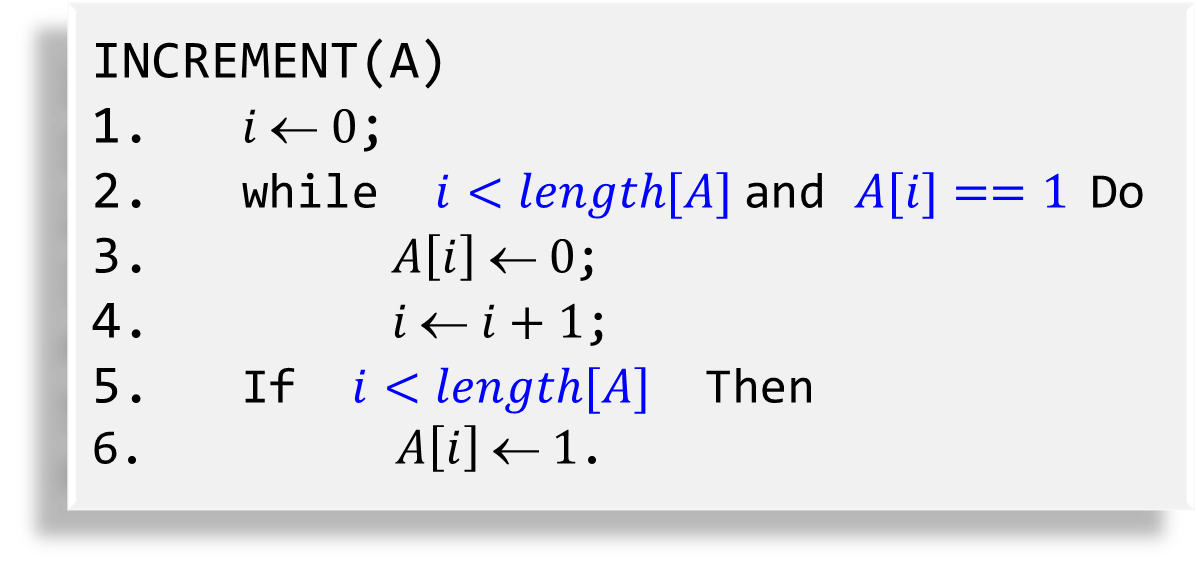 INCREMENT(A)
1. i ← 0;
2. while i < length[A] and A[i] == 1 Do
3. A[i] ← 0;
4. i ← i + 1;
5. If i < length[A] Then
6. A[i] ← 1.